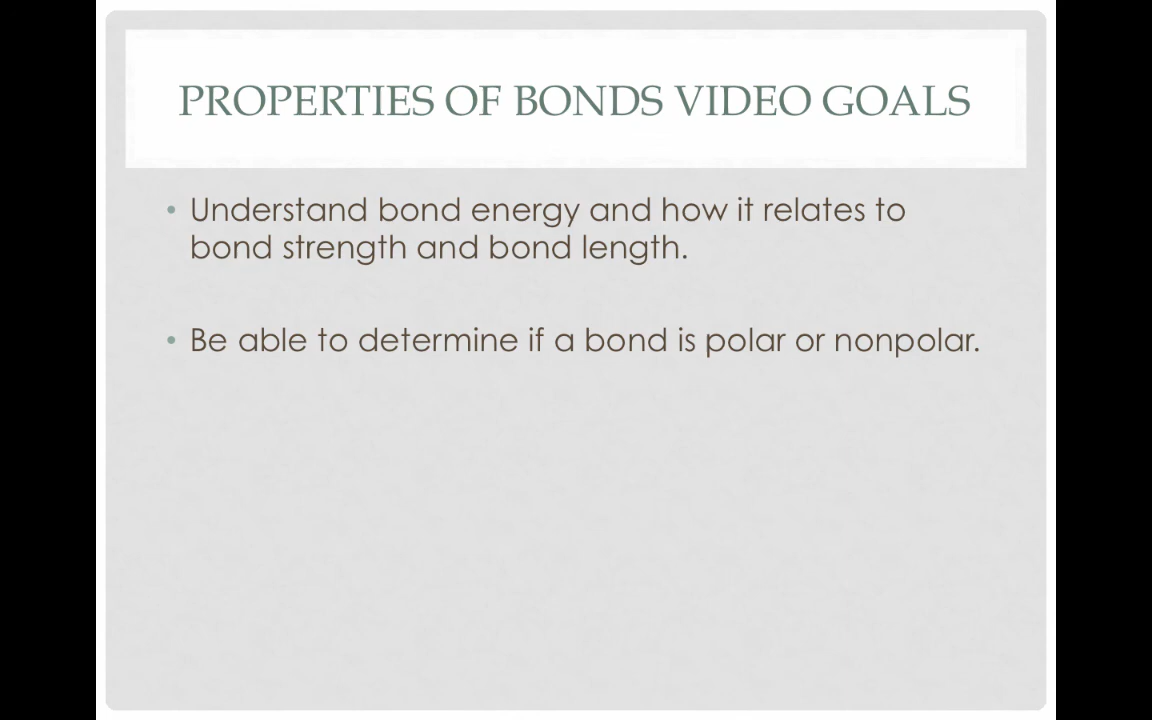 PROPERTIES OF BONDS VIDEO GOALS
• Understand bond energy and how it relates to
bond strength and bond length.
• Be able to determine if a bond is polar or nonpolar.